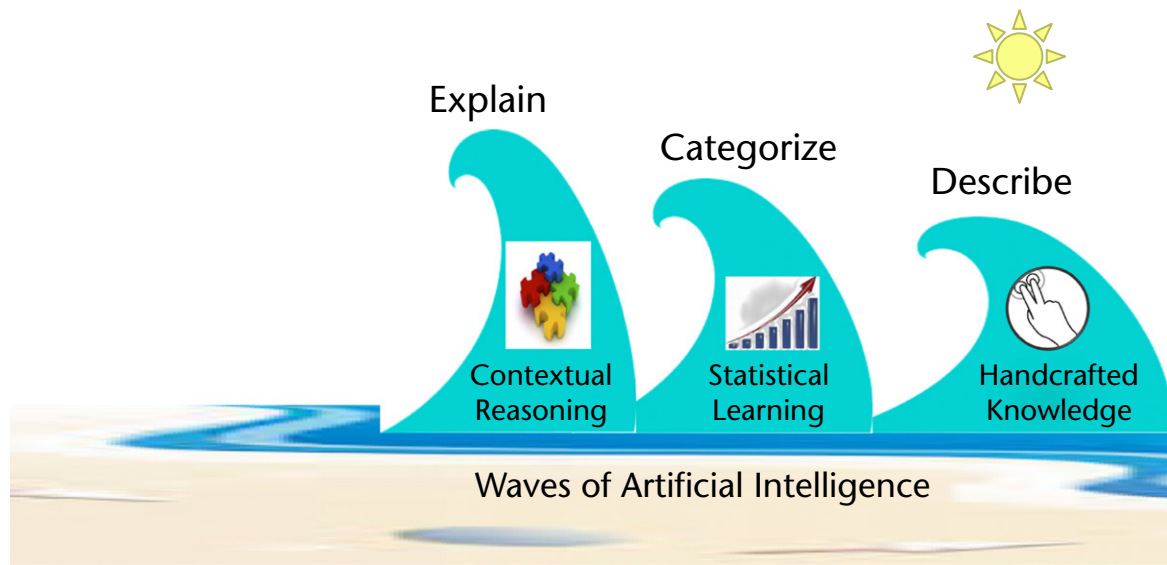 Explain
Categorize
Describe
Contextual
Reasoning
Statistical
Learning
Handcrafted
Knowledge
Waves of Artificial Intelligence